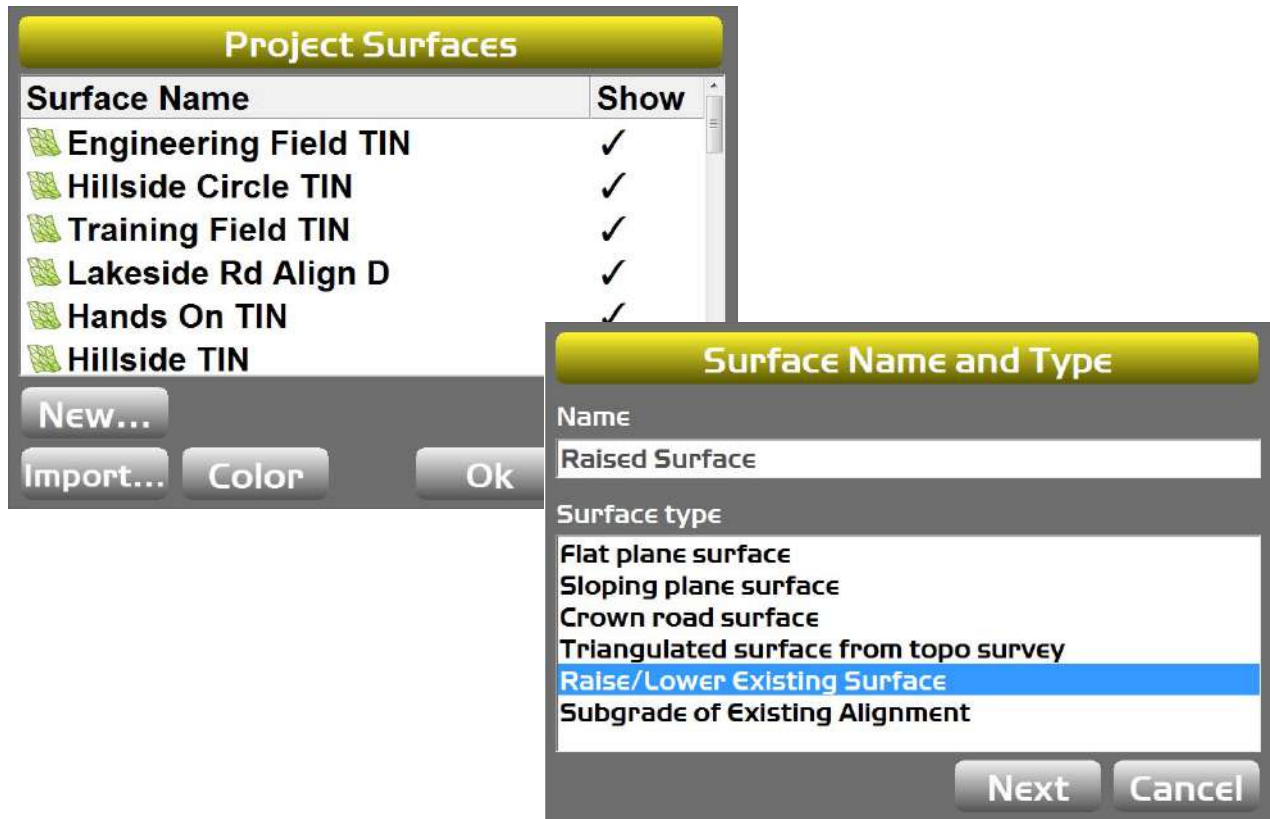 Project Surfaces
Surface Name Show
Engineering Field TIN ✓
Hillside Circle TIN ✓
Training Field TIN ✓
Lakeside Rd Align D ✓
Hands On TIN ✓
Hillside TIN
New...
Import... Color Ok
Surface Name and Type
Name
Raised Surface
Surface type
Flat plane surface
Sloping plane surface
Crown road surface
Triangulated surface from topo survey
Raise/Lower Existing Surface
Subgrade of Existing Alignment
Next Cancel